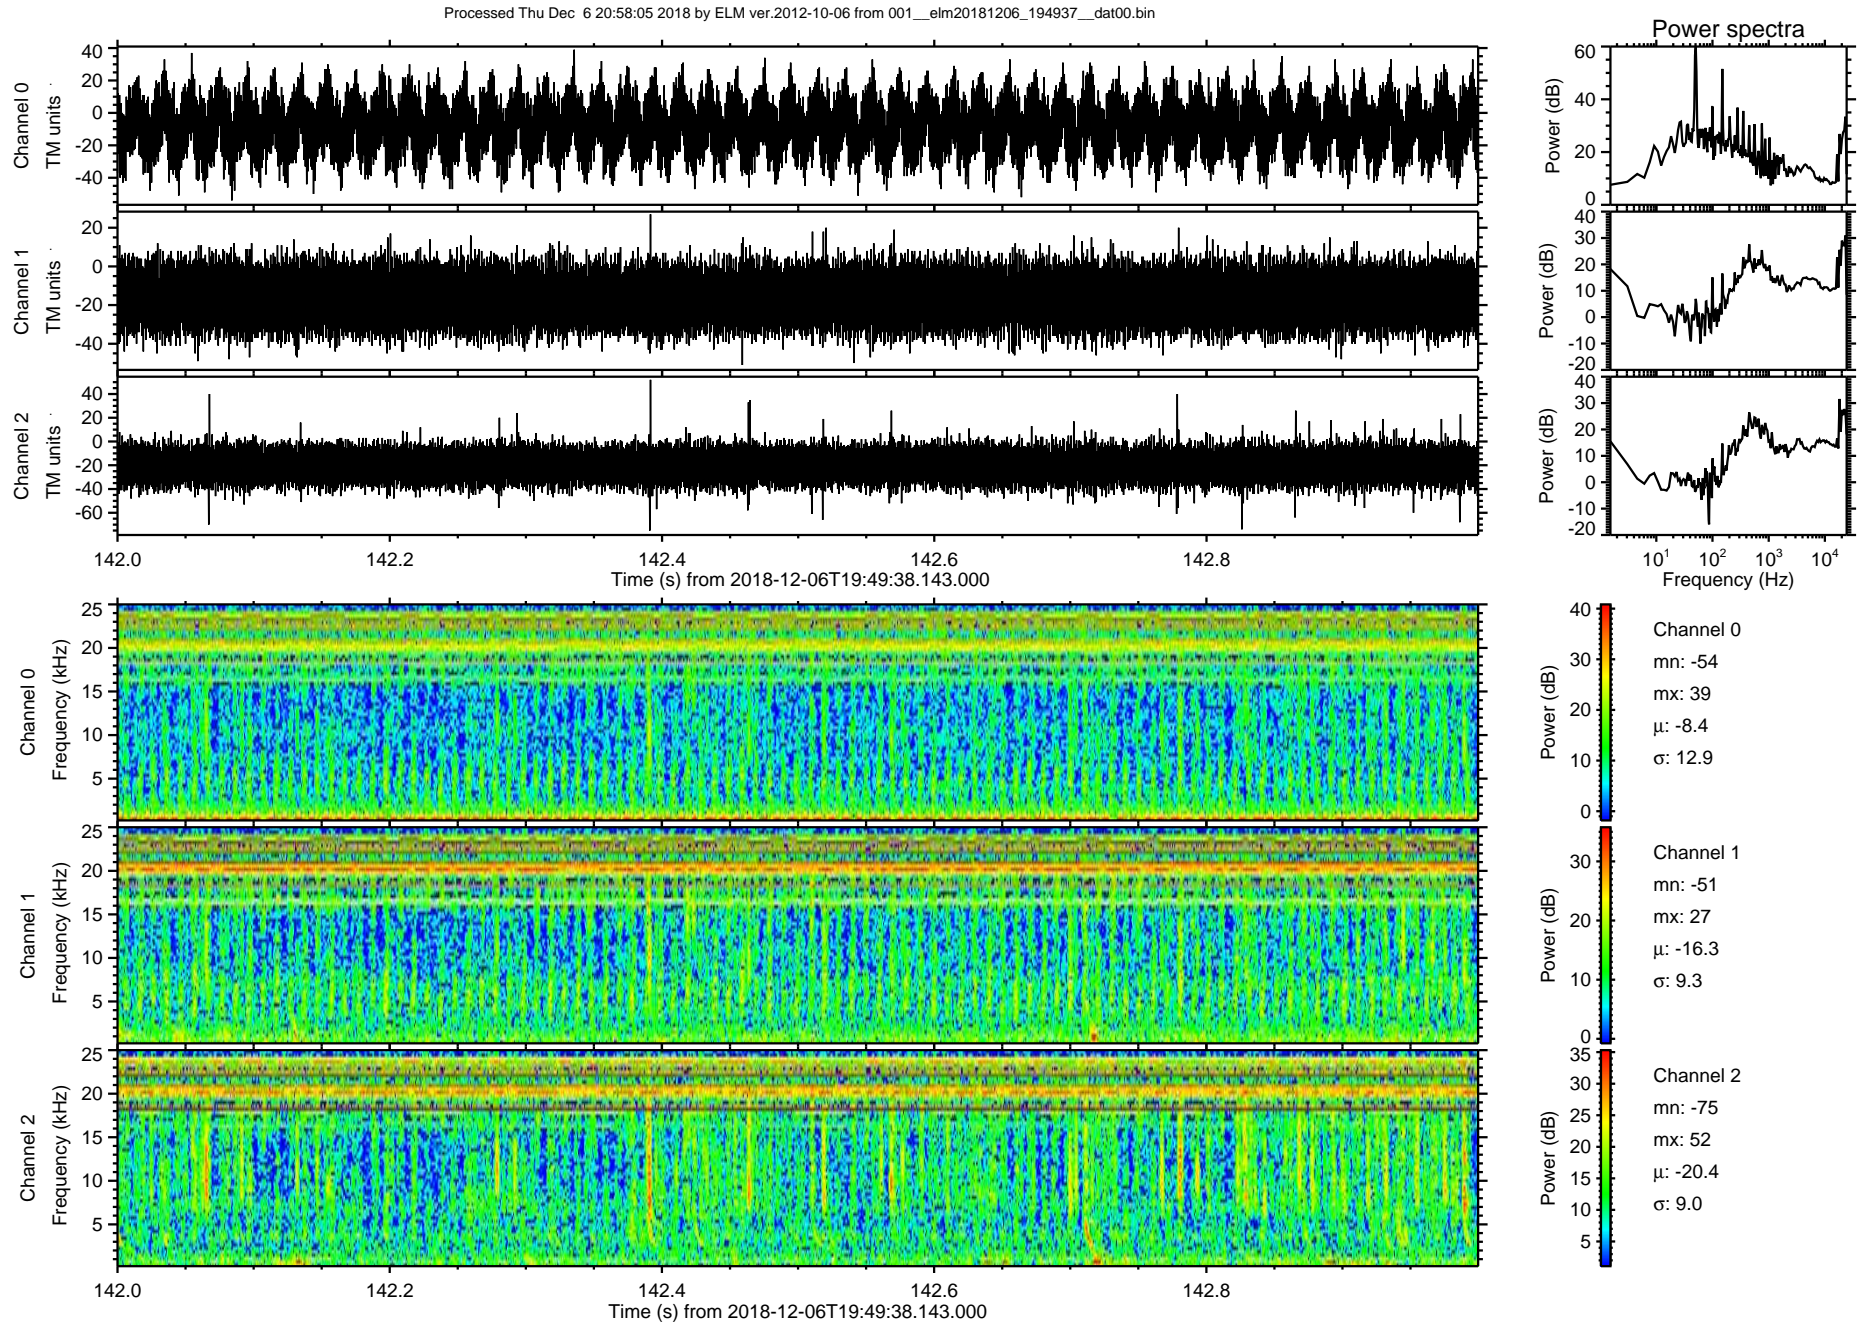 Processed Thu Dec  6 20:58:05 2018 by ELM ver.2012-10-06 from 001__elm20181206_194937__dat00.bin
Power spectra
Channel 0
TM units
40
20
0
-20
-40
Power (dB)
60
40
20
0
Channel 1
TM units
20
0
-20
-40
Power (dB)
40
30
20
10
0
-10
-20
Channel 2
TM units
40
20
0
-20
-40
-60
Power (dB)
40
30
20
10
0
-10
-20
142.0 142.2 142.4 142.6 142.8
Time (s) from 2018-12-06T19:49:38.143.000
10^1 10^2 10^3 10^4
Frequency (Hz)
Channel 0
Frequency (kHz)
25
20
15
10
5
Power (dB)
40
30
20
10
0
Channel 0
mn: -54
mx: 39
μ: -8.4
σ: 12.9
Channel 1
Frequency (kHz)
25
20
15
10
5
Power (dB)
30
20
10
0
Channel 1
mn: -51
mx: 27
μ: -16.3
σ: 9.3
Channel 2
Frequency (kHz)
25
20
15
10
5
Power (dB)
35
30
25
20
15
10
5
Channel 2
mn: -75
mx: 52
μ: -20.4
σ: 9.0
142.0 142.2 142.4 142.6 142.8
Time (s) from 2018-12-06T19:49:38.143.000